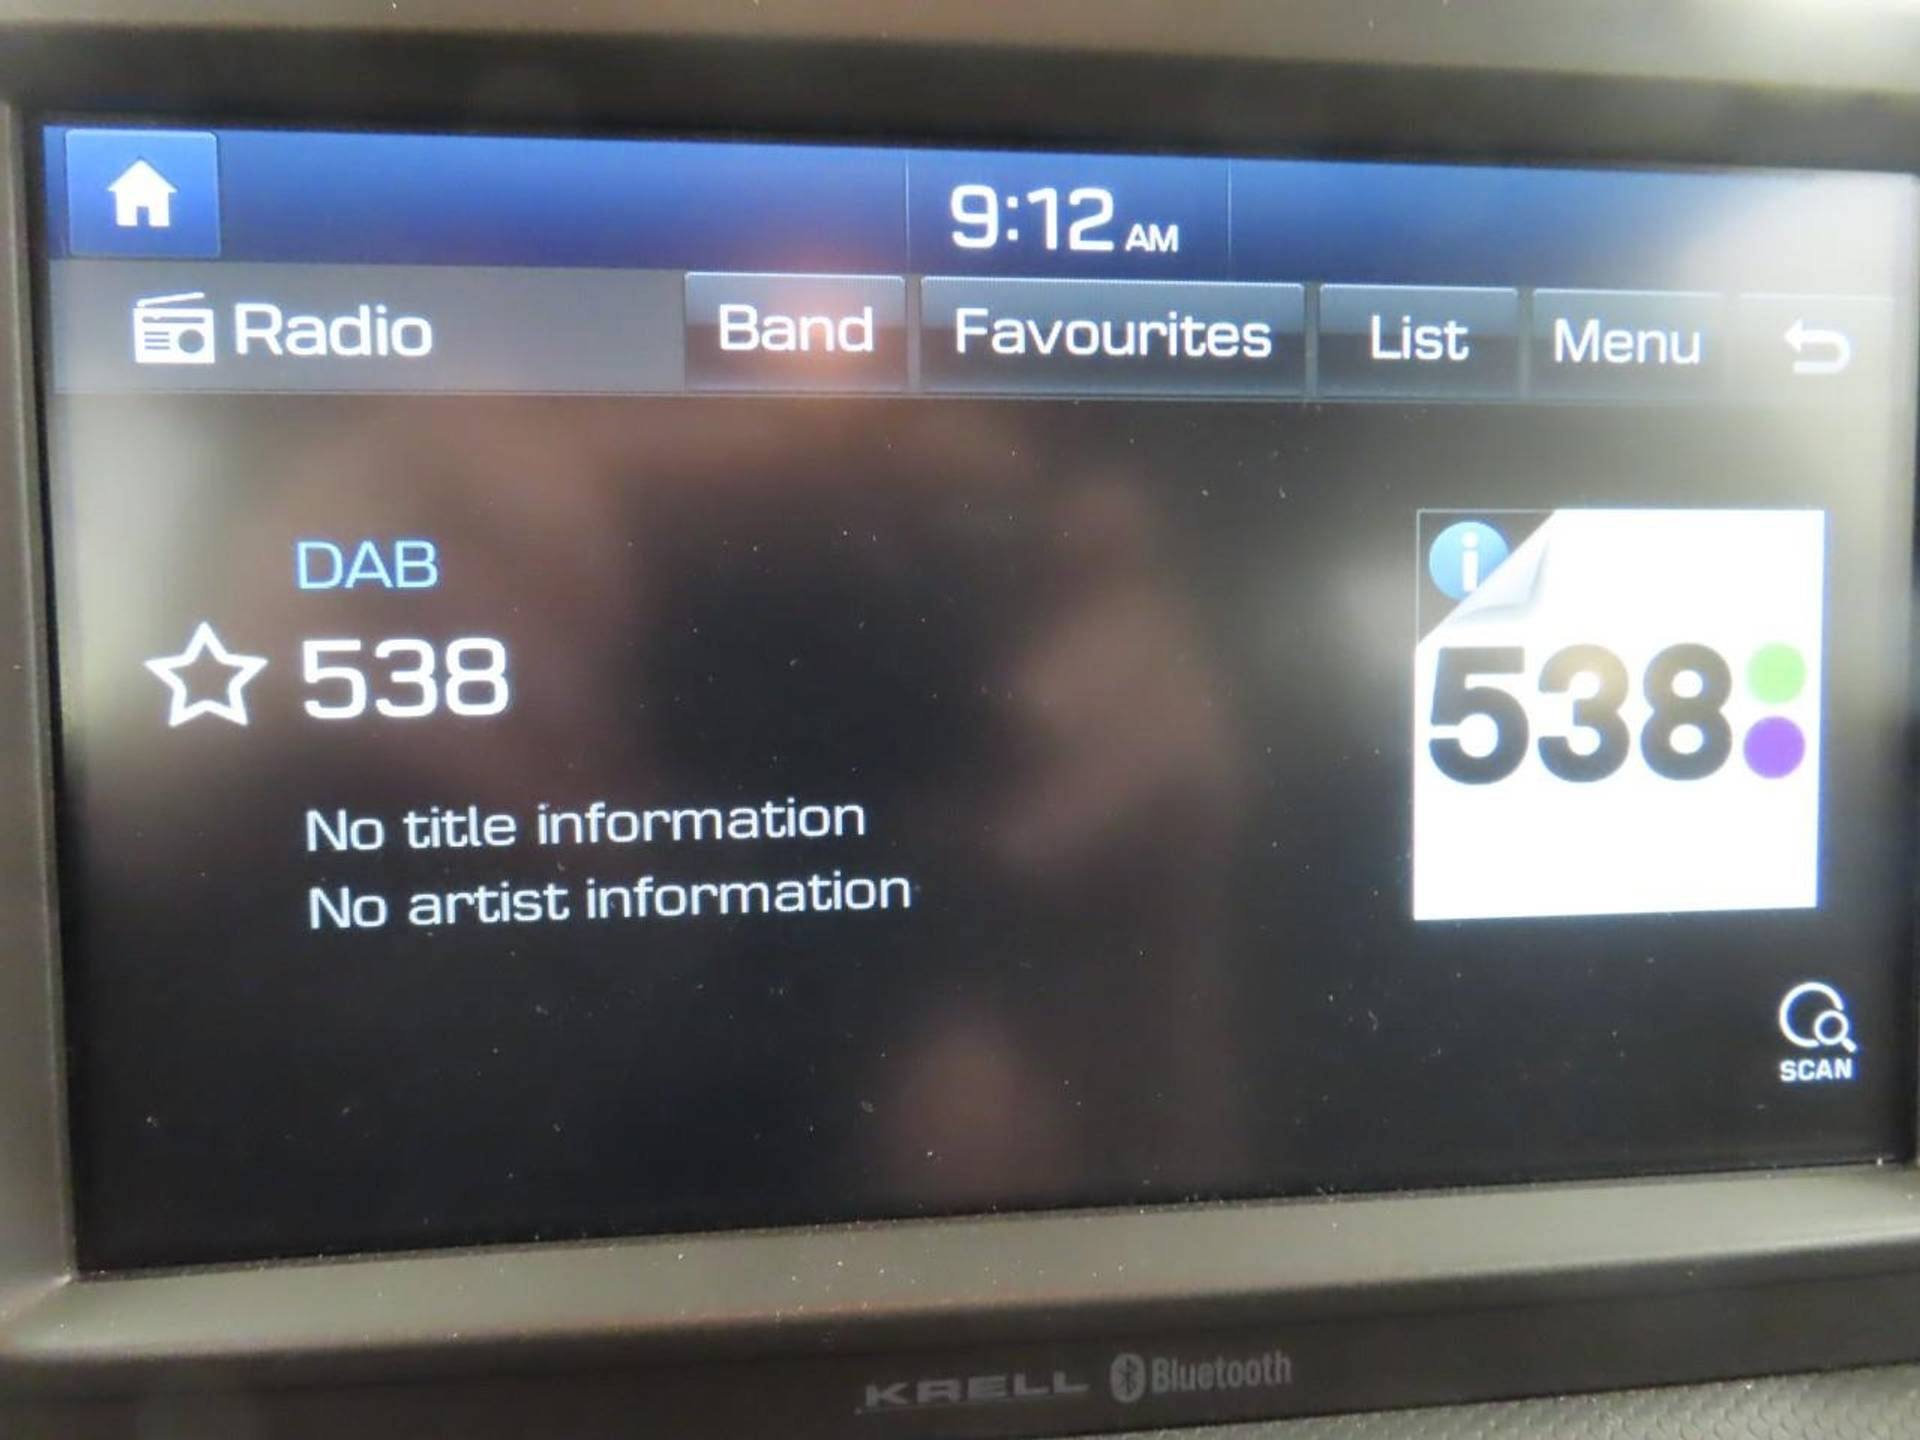 9:12 AM
Radio Band Favourites List Menu
DAB
538
538
No title information
No artist information
SCAN
KRELL Bluetooth